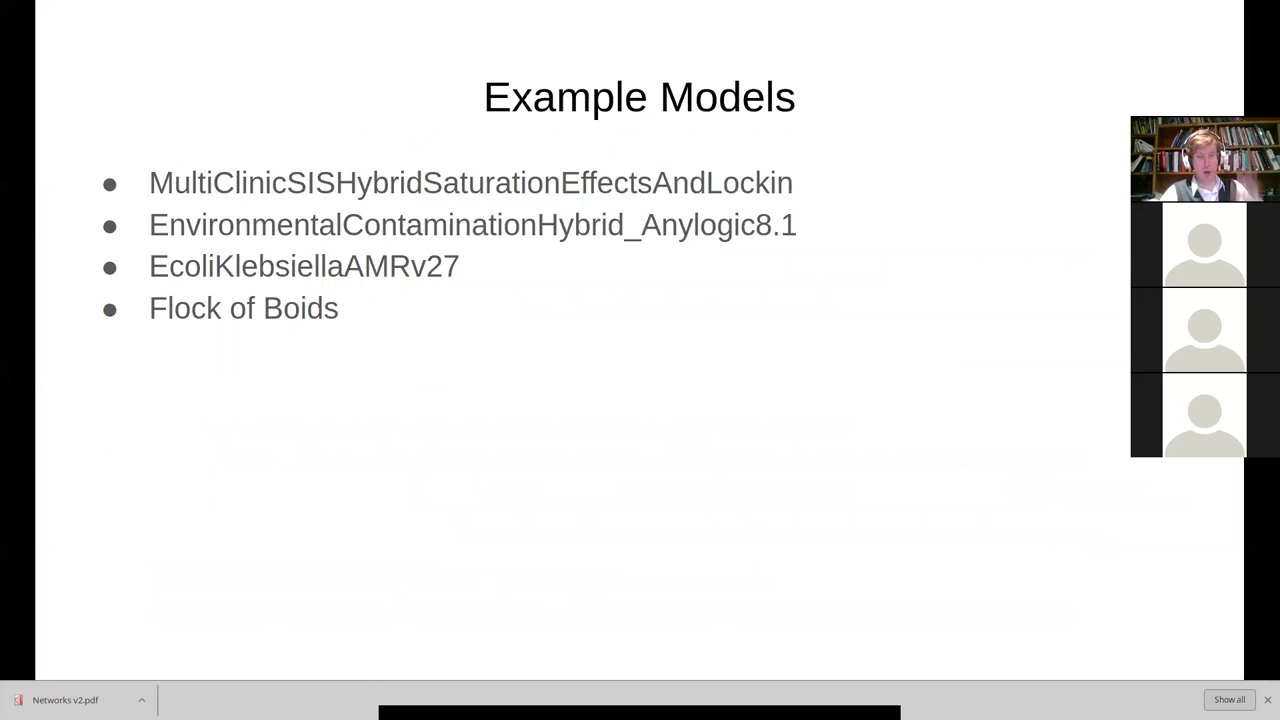 Example Models
● MultiClinicSISHybridSaturationEffectsAndLockin
● EnvironmentalContaminationHybrid_Anylogic8.1
● EcoliKlebsiellaAMRv27
● Flock of Boids
Networks v2.pdf
Show all